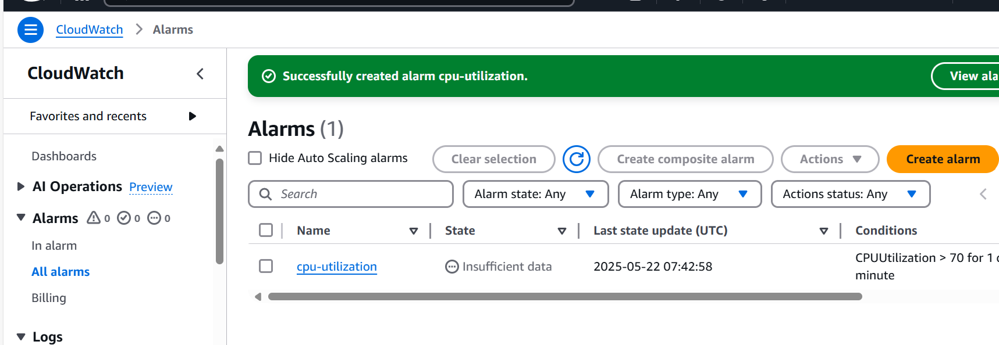 CloudWatch > Alarms
CloudWatch
Favorites and recents
Dashboards
AI Operations Preview
Alarms 0 0 0
In alarm
All alarms
Billing
Logs
Successfully created alarm cpu-utilization.
View
Alarms (1)
Hide Auto Scaling alarms
Clear selection
Create composite alarm
Actions
Create alarm
Search
Alarm state: Any
Alarm type: Any
Actions status: Any
Name State Last state update (UTC) Conditions
cpu-utilization Insufficient data 2025-05-22 07:42:58 CPUUtilization > 70 for 1
minute